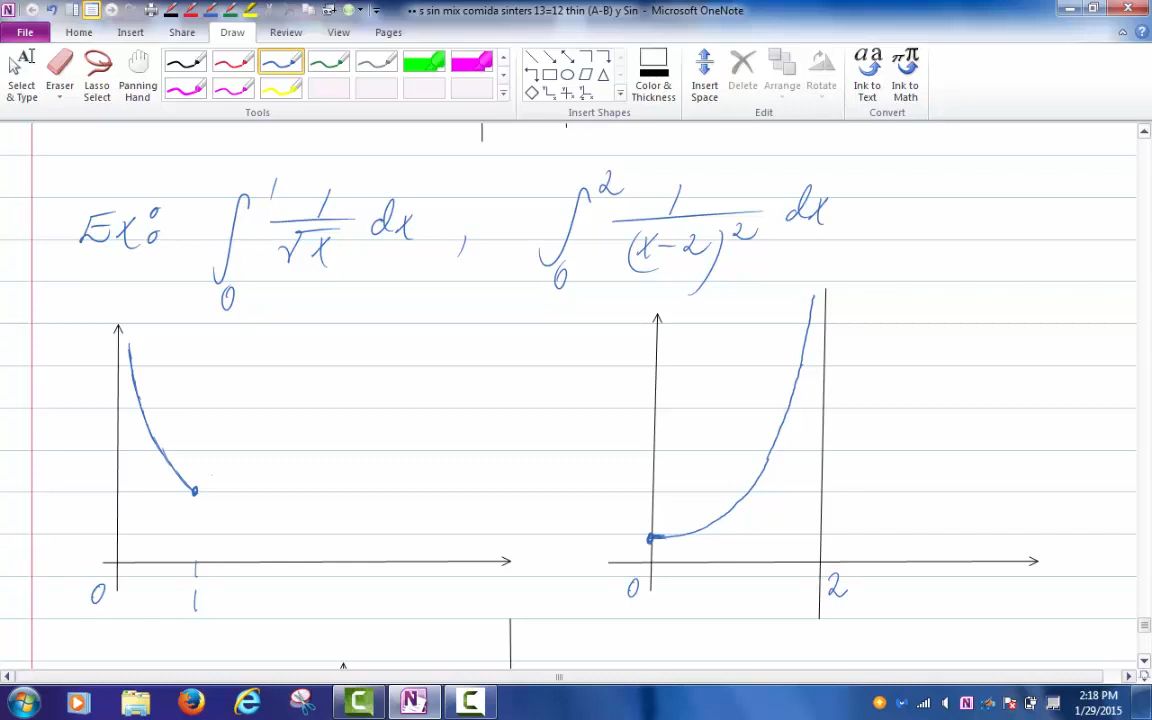 •• s sin mix comida sinters 13=12 thin (A-B) y Sin - Microsoft OneNote
File Home Insert Share Draw Review View Pages
Select & Type
Eraser
Lasso Select
Panning Hand
Color & Thickness
Insert Space
Delete
Arrange
Rotate
Ink to Text
Ink to Math
Tools
Insert Shapes
Edit
Convert
Ex: ∫₀¹ 1/√x dx , ∫₀² 1/(x-2)² dx
0 1
0 2
2:18 PM
1/29/2015